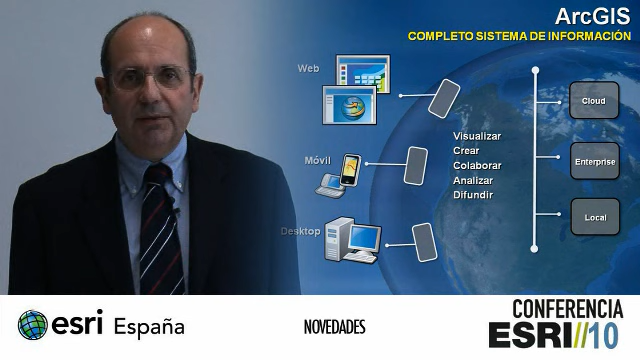 ArcGIS
COMPLETO SISTEMA DE INFORMACIÓN
Web
Cloud
Visualizar
Crear
Colaborar
Analizar
Difundir
Móvil
Enterprise
Local
Desktop
esri España
NOVEDADES
CONFERENCIA
ESRI//10